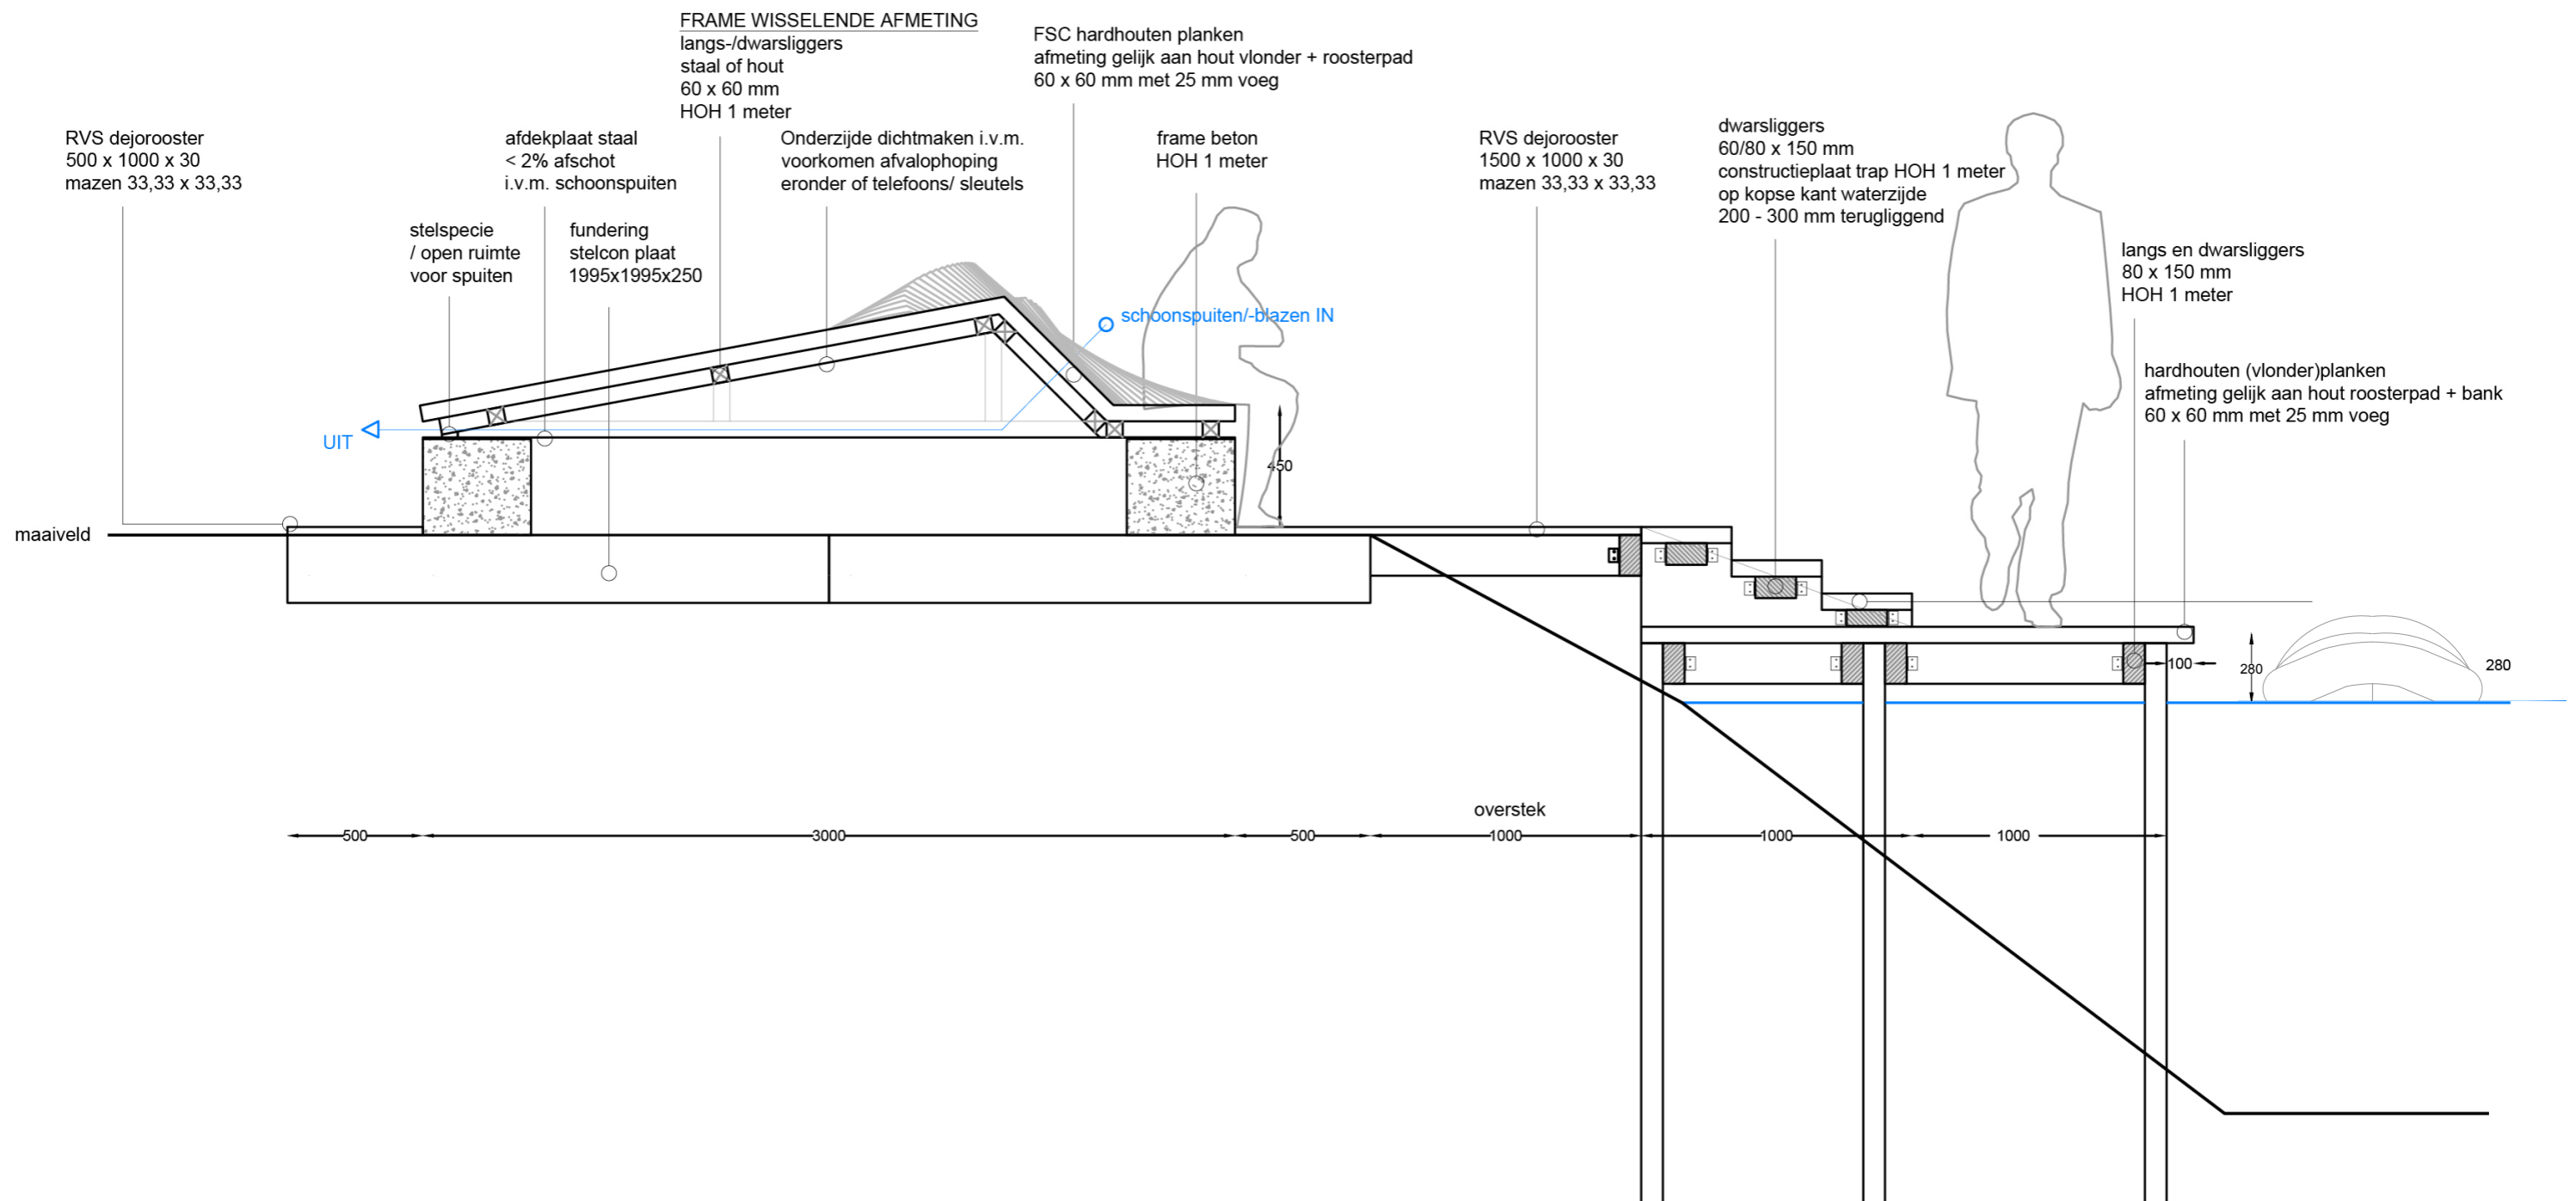 FRAME WISSELENDE AFMETING
langs-/dwarsliggers
staal of hout
60 x 60 mm
HOH 1 meter
FSC hardhouten planken
afmeting gelijk aan hout vlonder + roosterpad
60 x 60 mm met 25 mm voeg
RVS dejorooster
500 x 1000 x 30
mazen 33,33 x 33,33
afdekplaat staal
< 2% afschot
i.v.m. schoonspuiten
Onderzijde dichtmaken i.v.m.
voorkomen afvalophoping
eronder of telefoons/ sleutels
frame beton
HOH 1 meter
RVS dejorooster
1500 x 1000 x 30
mazen 33,33 x 33,33
dwarsliggers
60/80 x 150 mm
constructieplaat trap HOH 1 meter
op kopse kant waterzijde
200 - 300 mm terugliggend
stelspecie
/ open ruimte
voor spuiten
fundering
stelcon plaat
1995x1995x250
langs en dwarsliggers
80 x 150 mm
HOH 1 meter
schoonspuiten/-blazen IN
hardhouten (vlonder)planken
afmeting gelijk aan hout roosterpad + bank
60 x 60 mm met 25 mm voeg
UIT
450
maaiveld
100
280
280
overstek
500
3000
500
1000
1000
1000